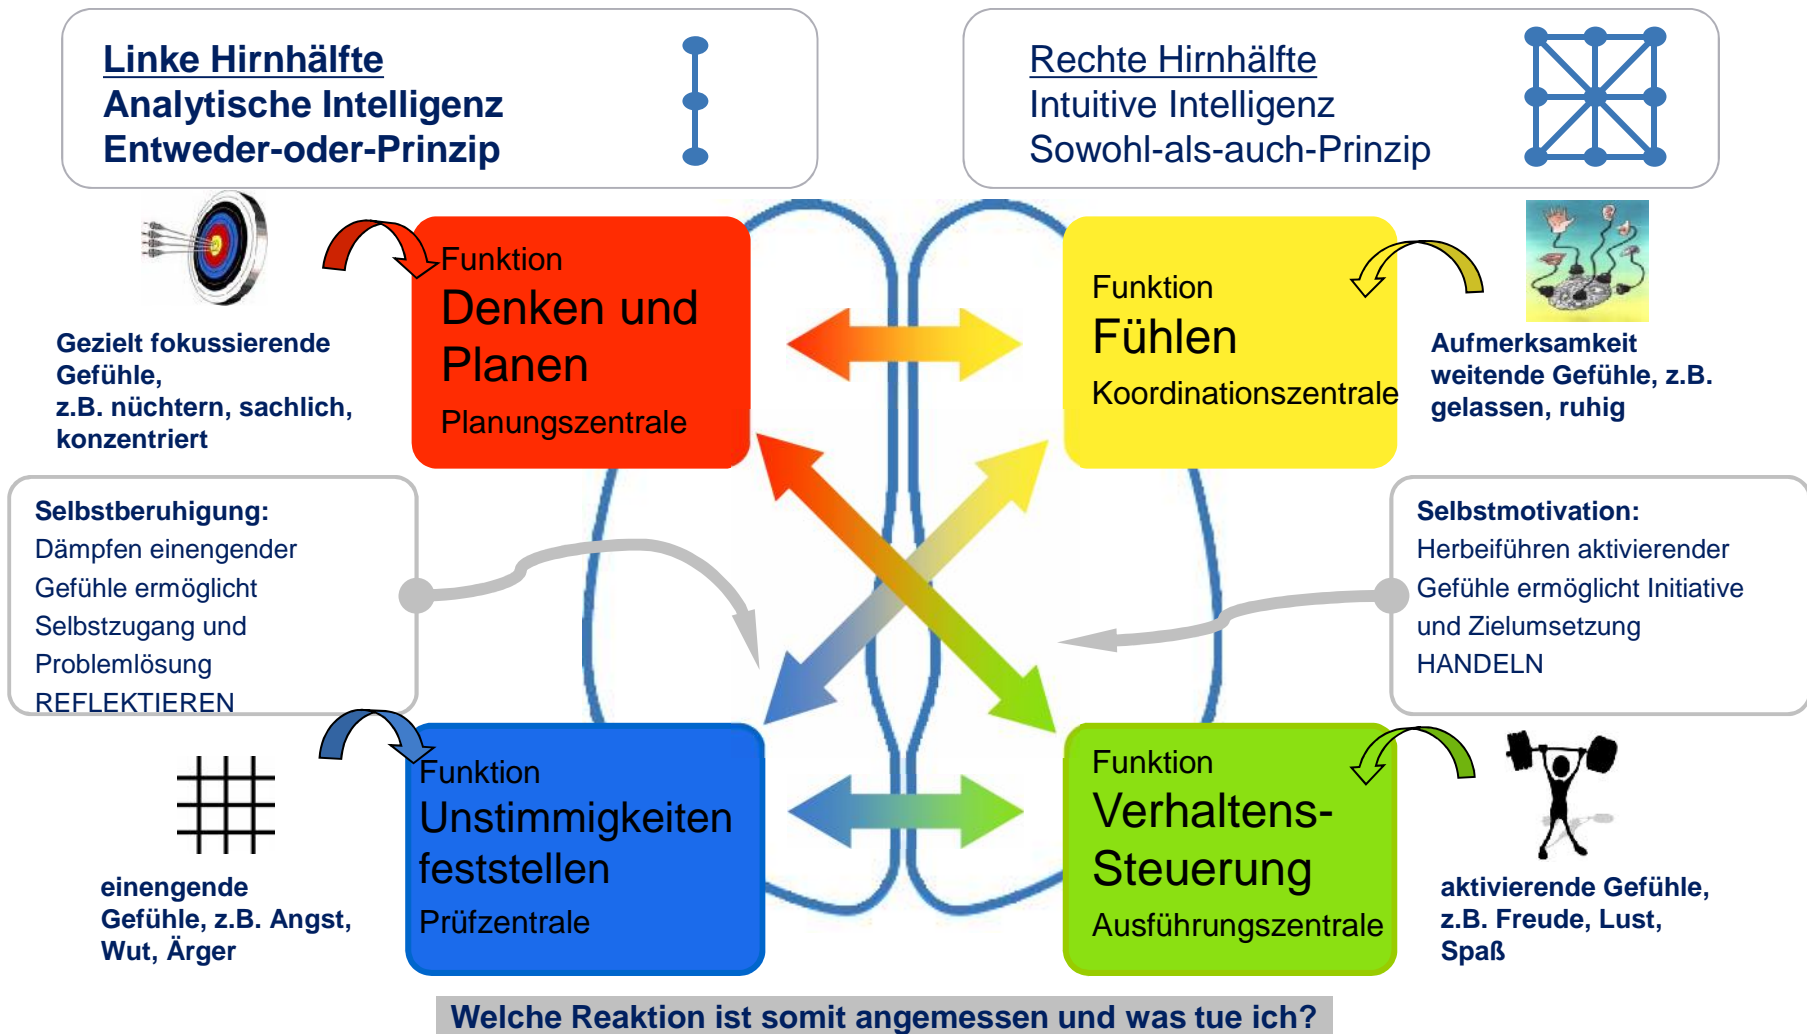 Linke Hirnhälfte
Analytische Intelligenz
Entweder-oder-Prinzip
Rechte Hirnhälfte
Intuitive Intelligenz
Sowohl-als-auch-Prinzip
Gezielt fokussierende
Gefühle,
z.B. nüchtern, sachlich,
konzentriert
Funktion
Denken und
Planen
Planungszentrale
Funktion
Fühlen
Koordinationszentrale
Aufmerksamkeit
weitende Gefühle, z.B.
gelassen, ruhig
Selbstberuhigung:
Dämpfen einengender
Gefühle ermöglicht
Selbstzugang und
Problemlösung
REFLEKTIEREN
Selbstmotivation:
Herbeiführen aktivierender
Gefühle ermöglicht Initiative
und Zielumsetzung
HANDELN
einengende
Gefühle, z.B. Angst,
Wut, Ärger
Funktion
Unstimmigkeiten
feststellen
Prüfzentrale
Funktion
Verhaltens-
Steuerung
Ausführungszentrale
aktivierende Gefühle,
z.B. Freude, Lust,
Spaß
Welche Reaktion ist somit angemessen und was tue ich?